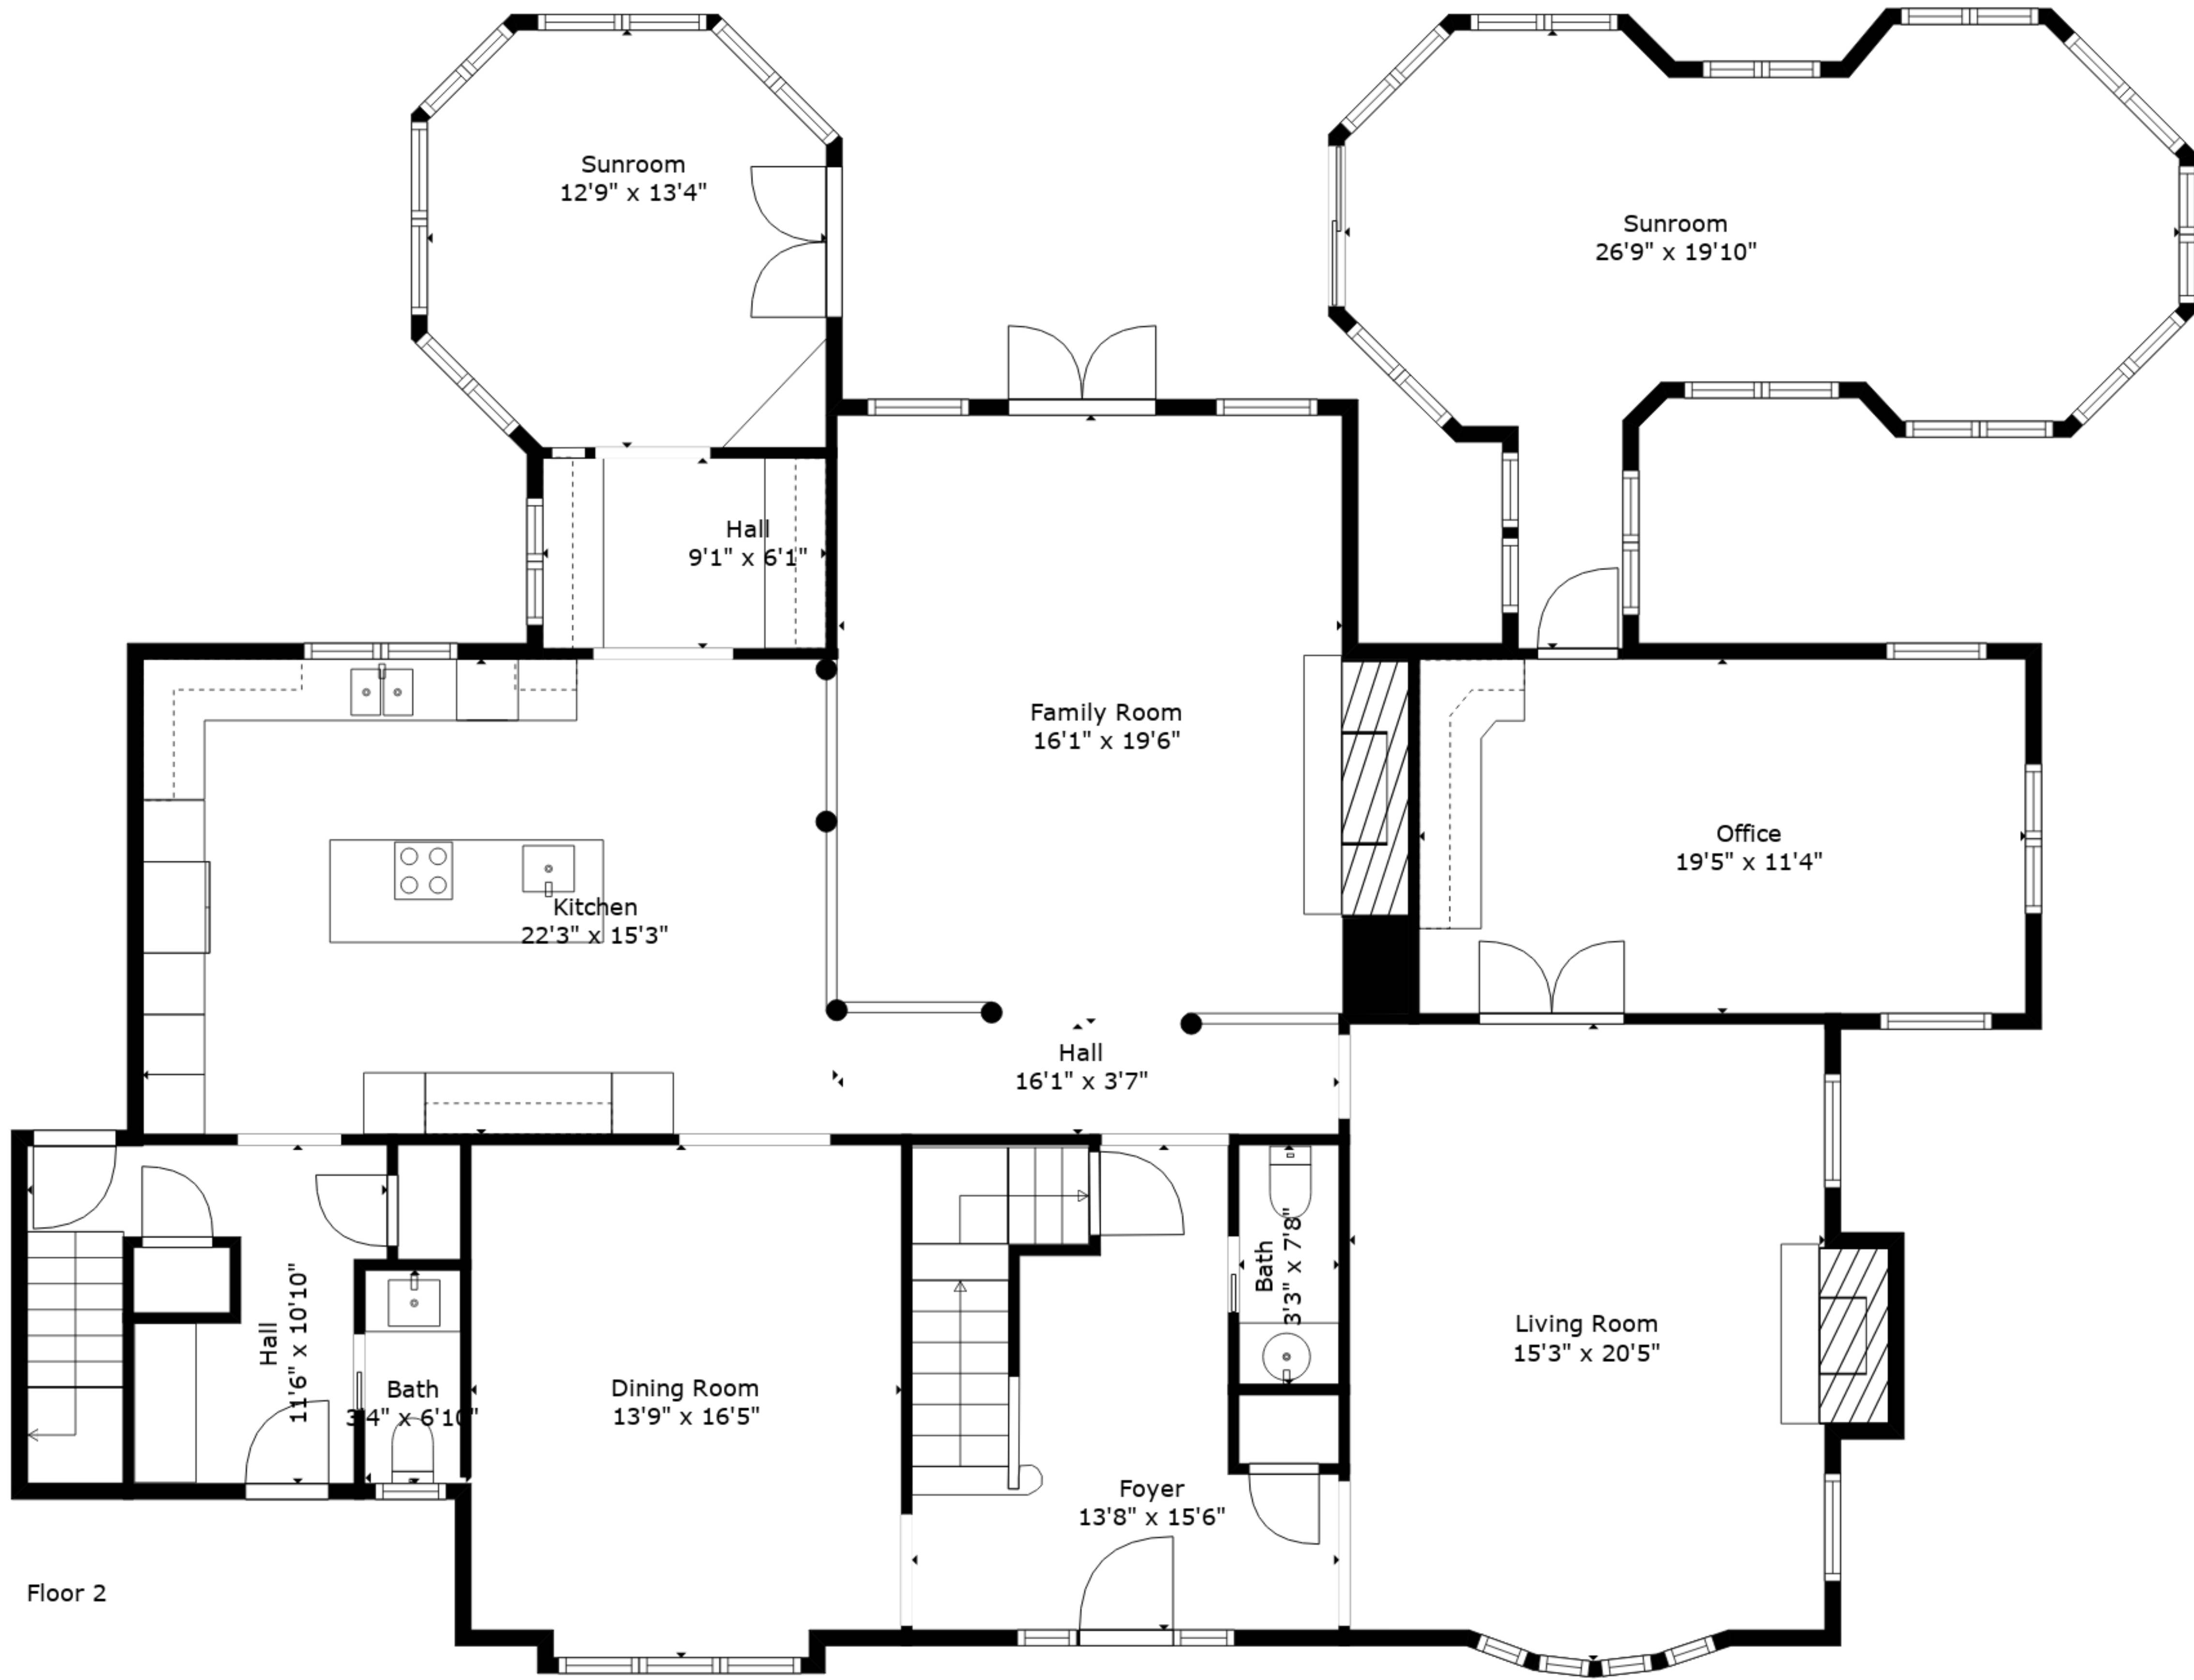 Sunroom
12'9" x 13'4"
Sunroom
26'9" x 19'10"
Hall
9'1" x 6'1"
Family Room
16'1" x 19'6"
Office
19'5" x 11'4"
Kitchen
22'3" x 15'3"
Hall
16'1" x 3'7"
Hall
11'6" x 10'10"
Bath
3'4" x 6'10"
Dining Room
13'9" x 16'5"
Bath
3'3" x 7'8"
Living Room
15'3" x 20'5"
Foyer
13'8" x 15'6"
Floor 2